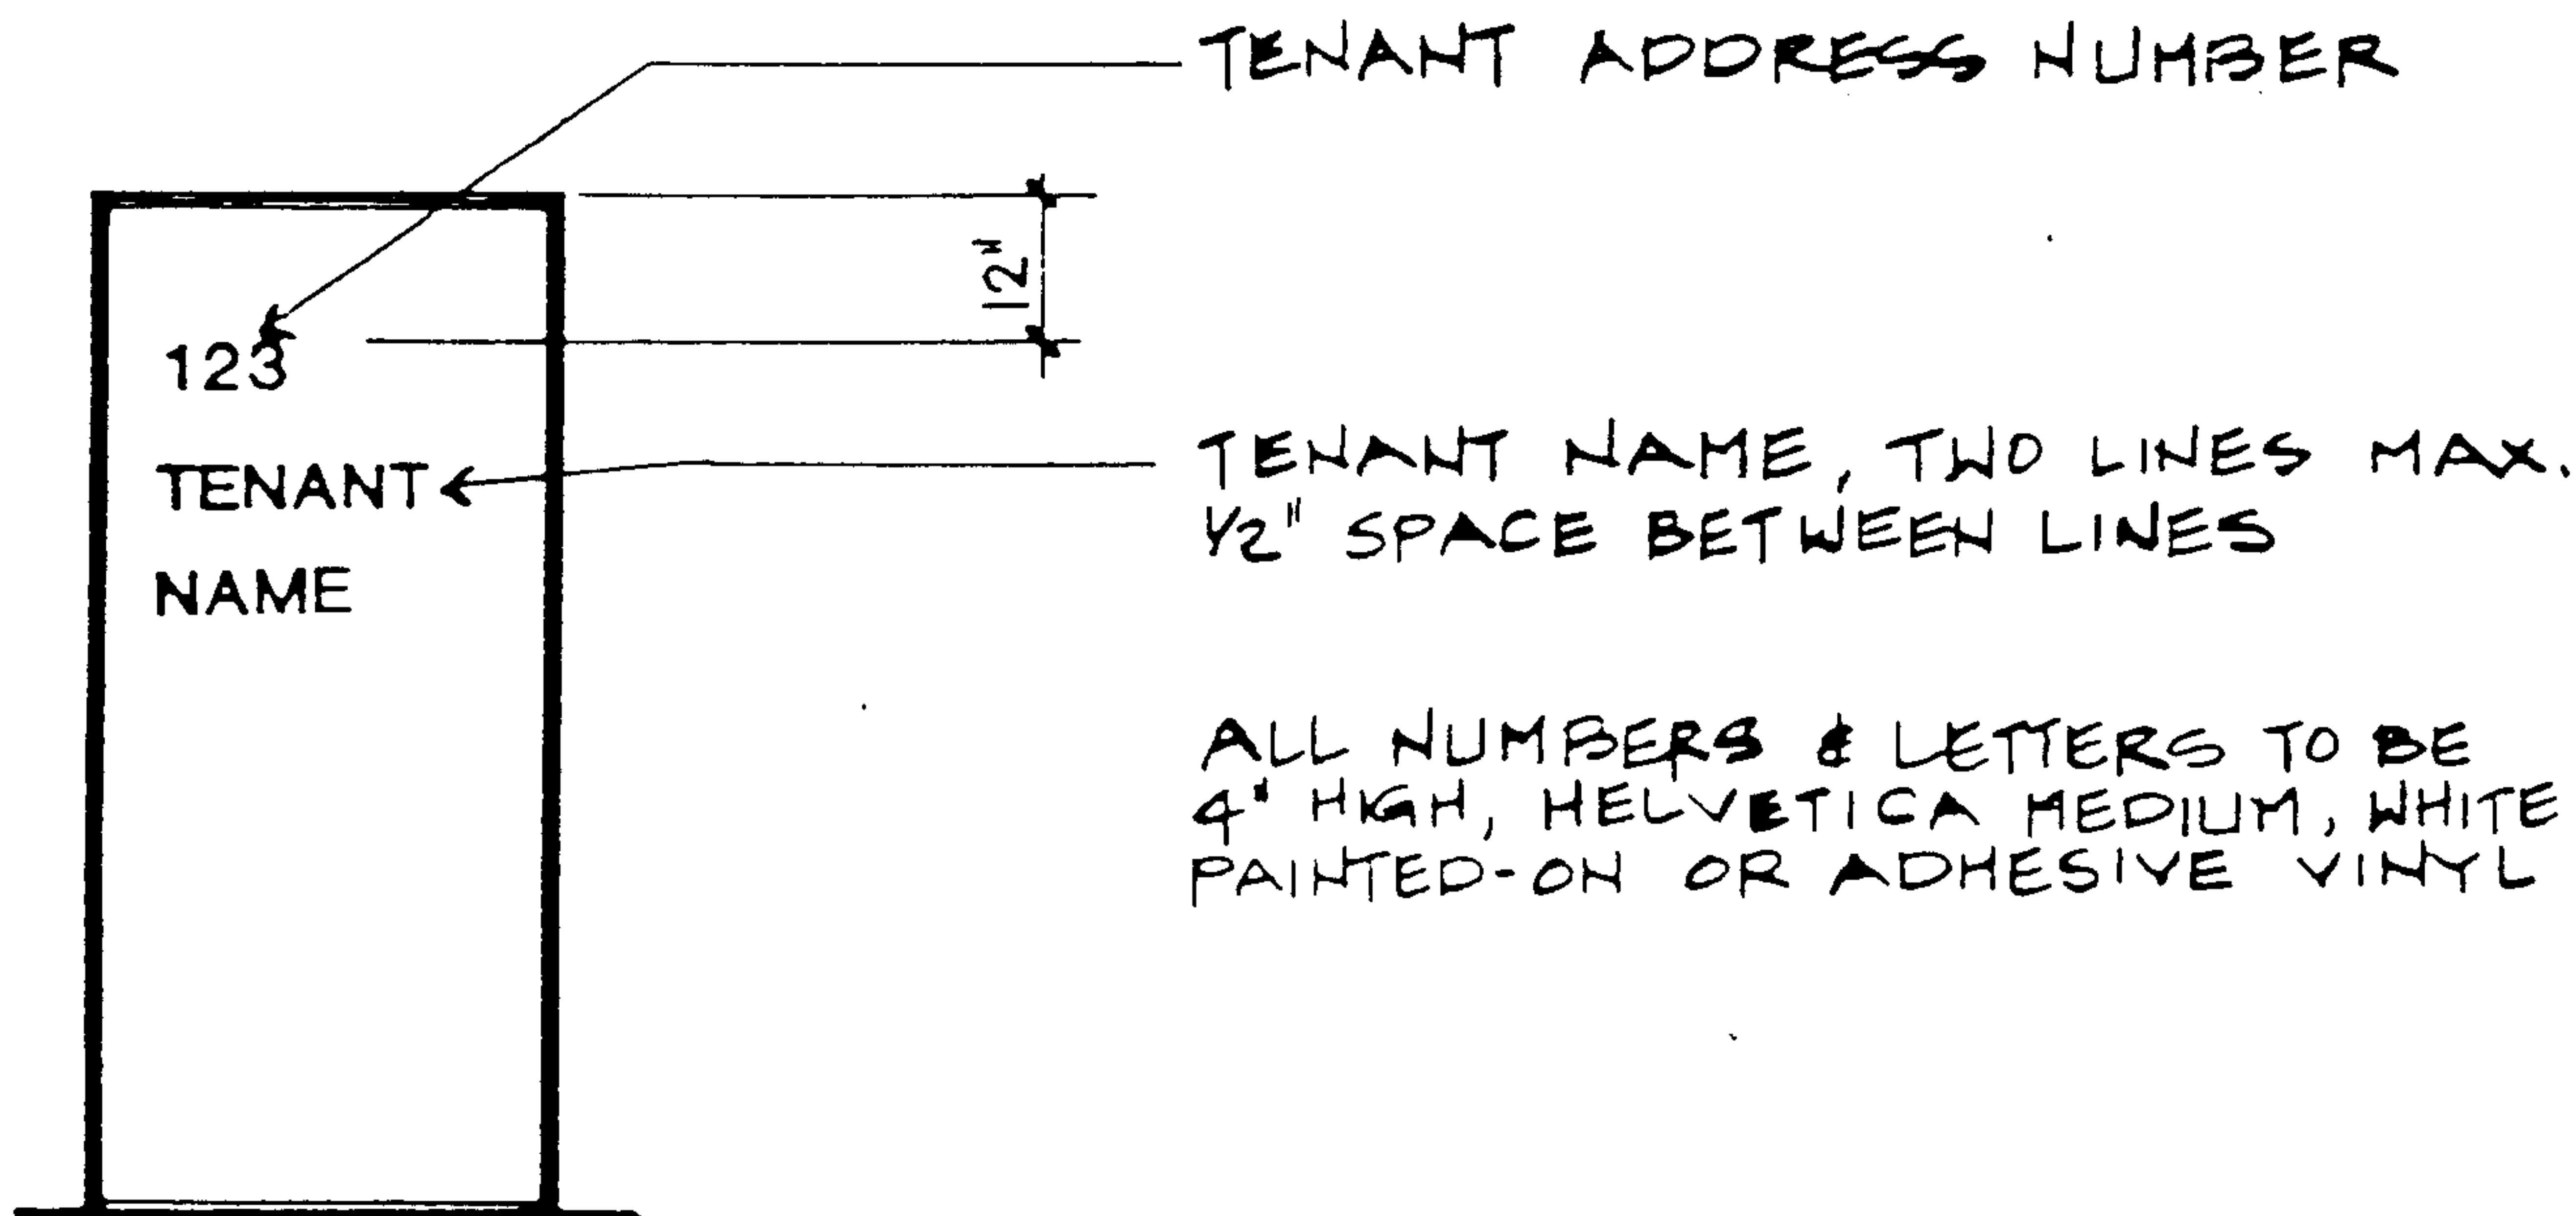 TENANT ADDRESS NUMBER
12"
123
TENANT
NAME
TENANT NAME, TWO LINES MAX.
1/2" SPACE BETWEEN LINES
ALL NUMBERS & LETTERS TO BE
4" HIGH, HELVETICA MEDIUM, WHITE
PAINTED-ON OR ADHESIVE VINYL